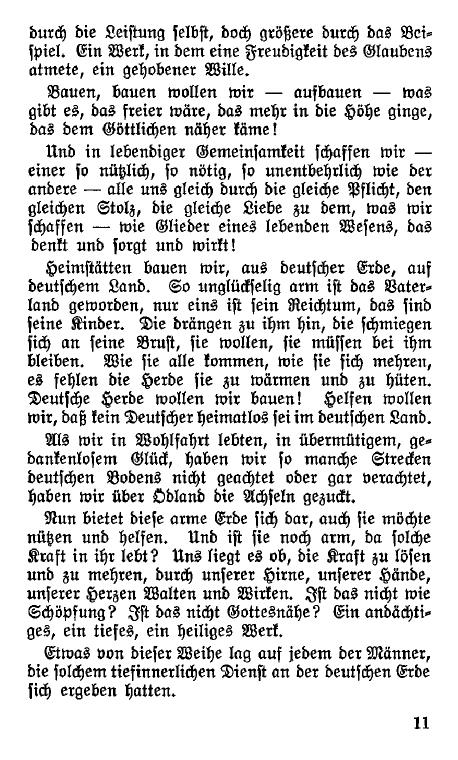 durch die Leistung selbst, doch größere durch das Bei-
spiel. Ein Werk, in dem eine Freudigkeit des Glaubens
atmete, ein gehobener Wille.
Bauen, bauen wollen wir — aufbauen — was
gibt es, das freier wäre, das mehr in die Höhe ginge,
das dem Göttlichen näher käme!
Und in lebendiger Gemeinsamkeit schaffen wir —
einer so nützlich, so nötig, so unentbehrlich wie der
andere — alle uns gleich durch die gleiche Pflicht, den
gleichen Stolz, die gleiche Liebe zu dem, was wir
schaffen — wie Glieder eines lebenden Wesens, das
denkt und sorgt und wirkt!
Heimstätten bauen wir, aus deutscher Erde, auf
deutschem Land. So unglückselig arm ist das Vater-
land geworden, nur eins ist sein Reichtum, das sind
seine Kinder. Die drängen zu ihm hin, die schmiegen
sich an seine Brust, sie wollen, sie müssen bei ihm
bleiben. Wie sie alle kommen, wie sie sich mehren,
es fehlen die Herde sie zu wärmen und zu hüten.
Deutsche Herde wollen wir bauen! Helfen wollen
wir, daß kein Deutscher heimatlos sei im deutschen Land.
Als wir in Wohlfahrt lebten, in übermütigem, ge-
dankenlosem Glück, haben wir so manche Strecken
deutschen Bodens nicht geachtet oder gar verachtet,
haben wir über Ödland die Achseln gezuckt.
Nun bietet diese arme Erde sich dar, auch sie möchte
nützen und helfen. Und ist sie noch arm, da solche
Kraft in ihr lebt? Uns liegt es ob, die Kraft zu lösen
und zu mehren, durch unserer Hirne, unserer Hände,
unserer Herzen Walten und Wirken. Ist das nicht wie
Schöpfung? Ist das nicht Gottesnähe? Ein andächti-
ges, ein tiefes, ein heiliges Werk.
Etwas von dieser Weihe lag auf jedem der Männer,
die solchem tiefinnerlichen Dienst an der deutschen Erde
sich ergeben hatten.
11